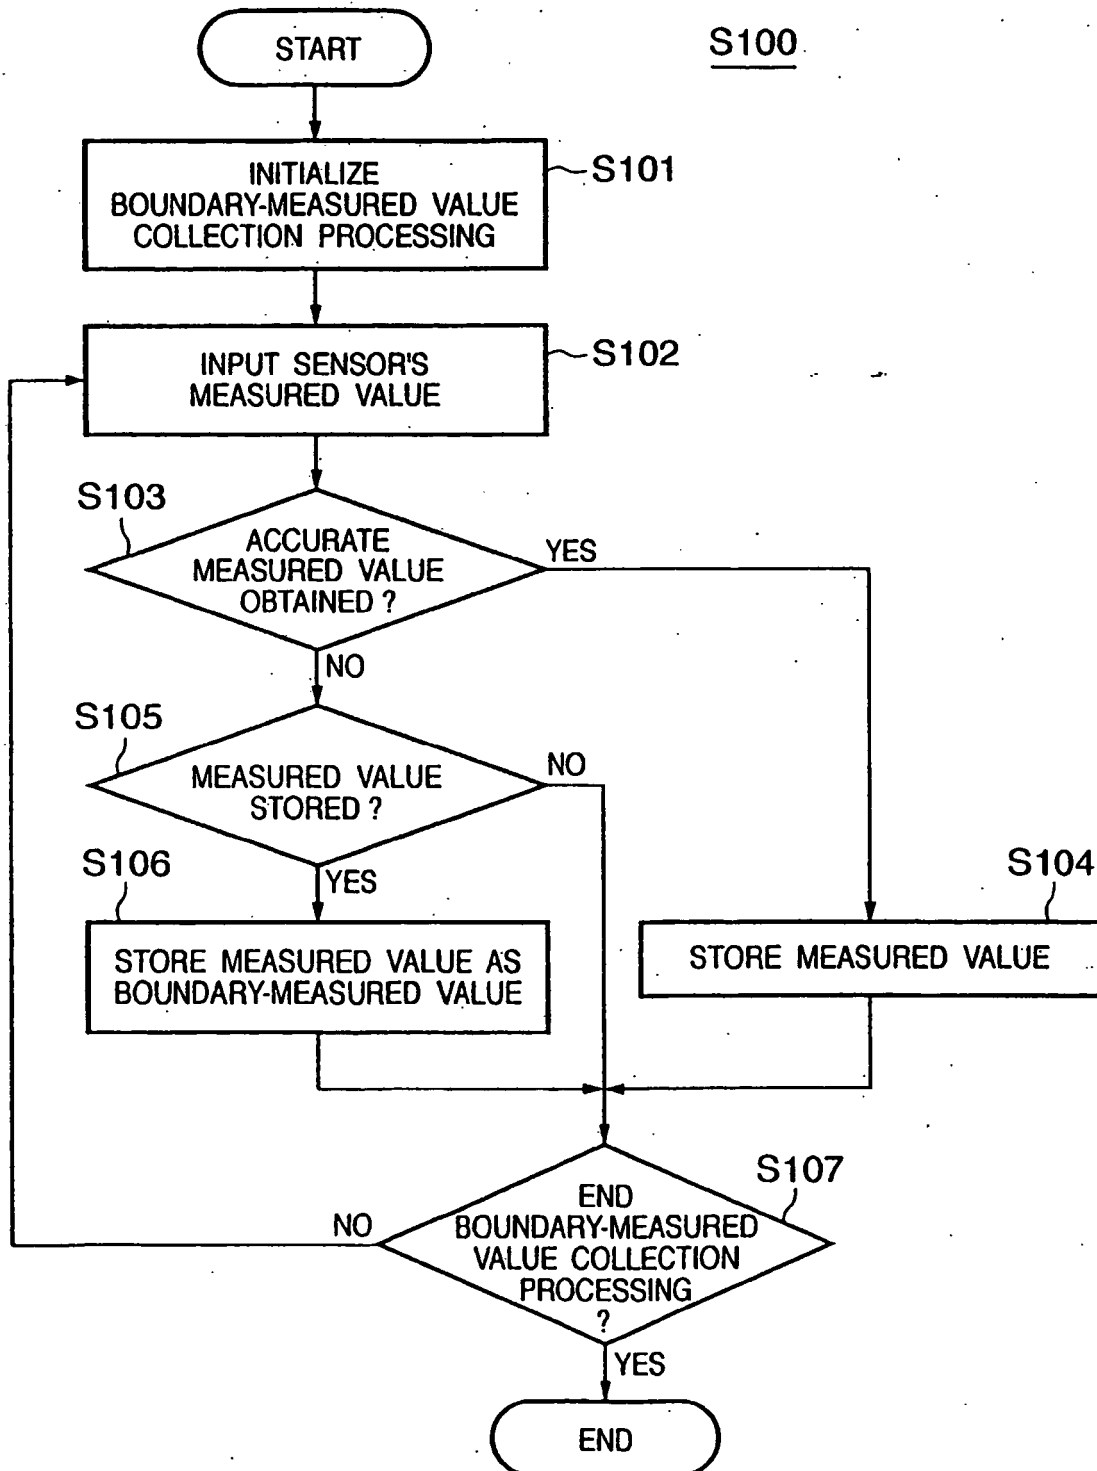 START
S100
INITIALIZE
BOUNDARY-MEASURED VALUE
COLLECTION PROCESSING
S101
INPUT SENSOR'S
MEASURED VALUE
S102
S103
ACCURATE
MEASURED VALUE
OBTAINED ?
YES
NO
S105
MEASURED VALUE
STORED ?
NO
YES
S106
STORE MEASURED VALUE AS
BOUNDARY-MEASURED VALUE
S104
STORE MEASURED VALUE
S107
END
BOUNDARY-MEASURED
VALUE COLLECTION
PROCESSING
?
NO
YES
END